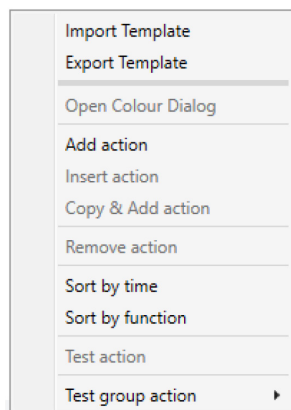 Import Template
Export Template
Open Colour Dialog
Add action
Insert action
Copy & Add action
Remove action
Sort by time
Sort by function
Test action
Test group action